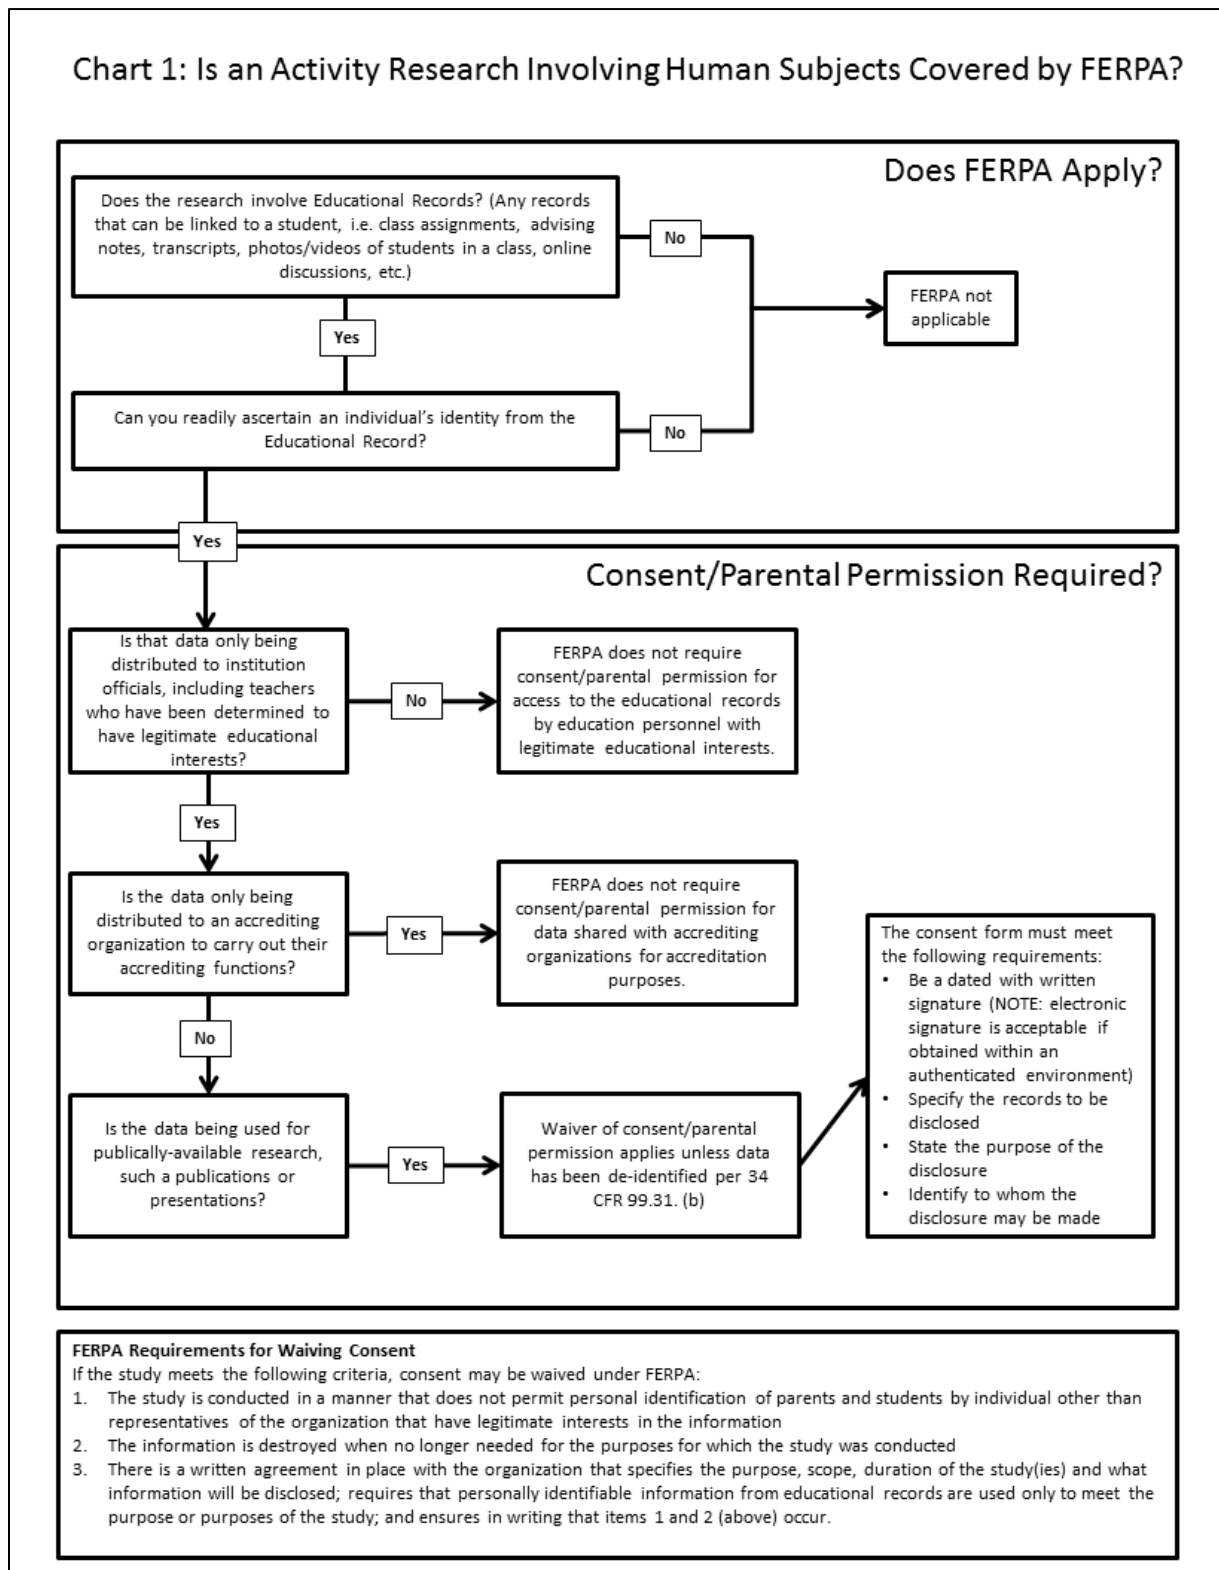 Chart 1: Is an Activity Research Involving Human Subjects Covered by FERPA?
Does FERPA Apply?
Does the research involve Educational Records? (Any records
that can be linked to a student, i.e. class assignments, advising
notes, transcripts, photos/videos of students in a class, online
discussions, etc.)
No
FERPA not
applicable
Yes
Can you readily ascertain an individual's identity from the
Educational Record?
No
Yes
Consent/Parental Permission Required?
Is that data only being
distributed to institution
officials, including teachers
who have been determined to
have legitimate educational
interests?
No
FERPA does not require
consent/parental permission for
access to the educational records
by education personnel with
legitimate educational interests.
Yes
Is the data only being
distributed to an accrediting
organization to carry out their
accrediting functions?
Yes
FERPA does not require
consent/parental permission for
data shared with accrediting
organizations for accreditation
purposes.
No
Is the data being used for
publically-available research,
such a publications or
presentations?
Yes
Waiver of consent/parental
permission applies unless data
has been de-identified per 34
CFR 99.31. (b)
The consent form must meet
the following requirements:
• Be a dated with written
signature (NOTE: electronic
signature is acceptable if
obtained within an
authenticated environment)
• Specify the records to be
disclosed
• State the purpose of the
disclosure
• Identify to whom the
disclosure may be made
FERPA Requirements for Waiving Consent
If the study meets the following criteria, consent may be waived under FERPA:
1. The study is conducted in a manner that does not permit personal identification of parents and students by individual other than
representatives of the organization that have legitimate interests in the information
2. The information is destroyed when no longer needed for the purposes for which the study was conducted
3. There is a written agreement in place with the organization that specifies the purpose, scope, duration of the study(ies) and what
information will be disclosed; requires that personally identifiable information from educational records are used only to meet the
purpose or purposes of the study; and ensures in writing that items 1 and 2 (above) occur.